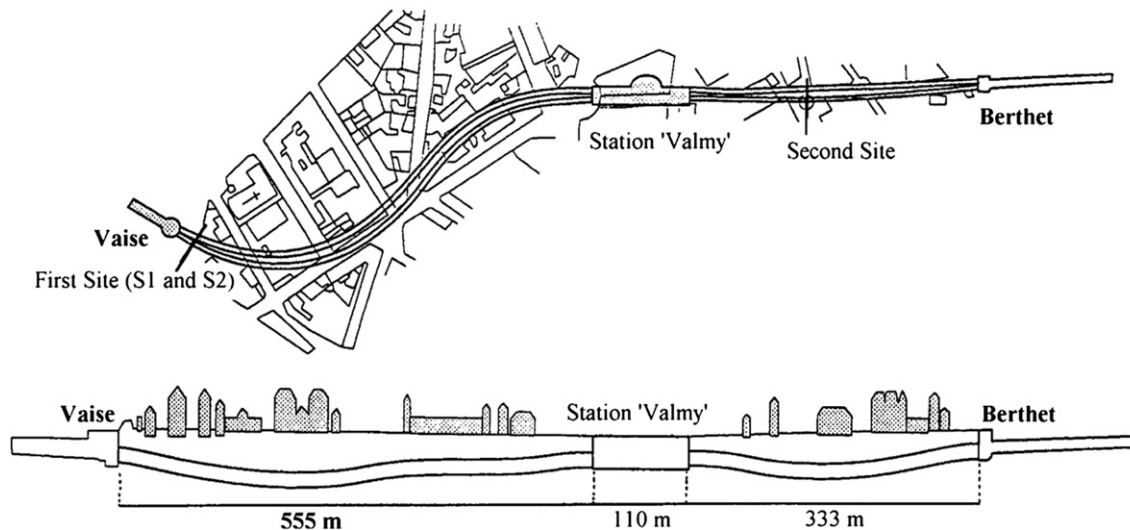 Station 'Valmy'
Berthet
Second Site
Vaise
First Site (S1 and S2)
Vaise
Station 'Valmy'
Berthet
555 m
110 m
333 m